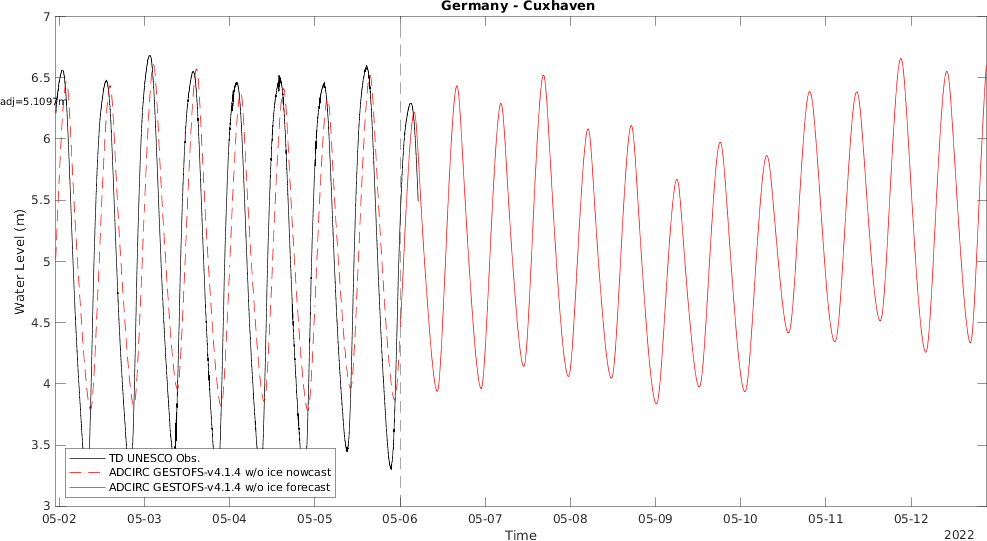 Germany - Cuxhaven
7
6.5
adj=5.1097m
6
5.5
5
4.5
4
3.5
3
Water Level (m)
TD UNESCO Obs.
ADCIRC GESTOFS-v4.1.4 w/o ice nowcast
ADCIRC GESTOFS-v4.1.4 w/o ice forecast
05-02 05-03 05-04 05-05 05-06 05-07 05-08 05-09 05-10 05-11 05-12
Time
2022